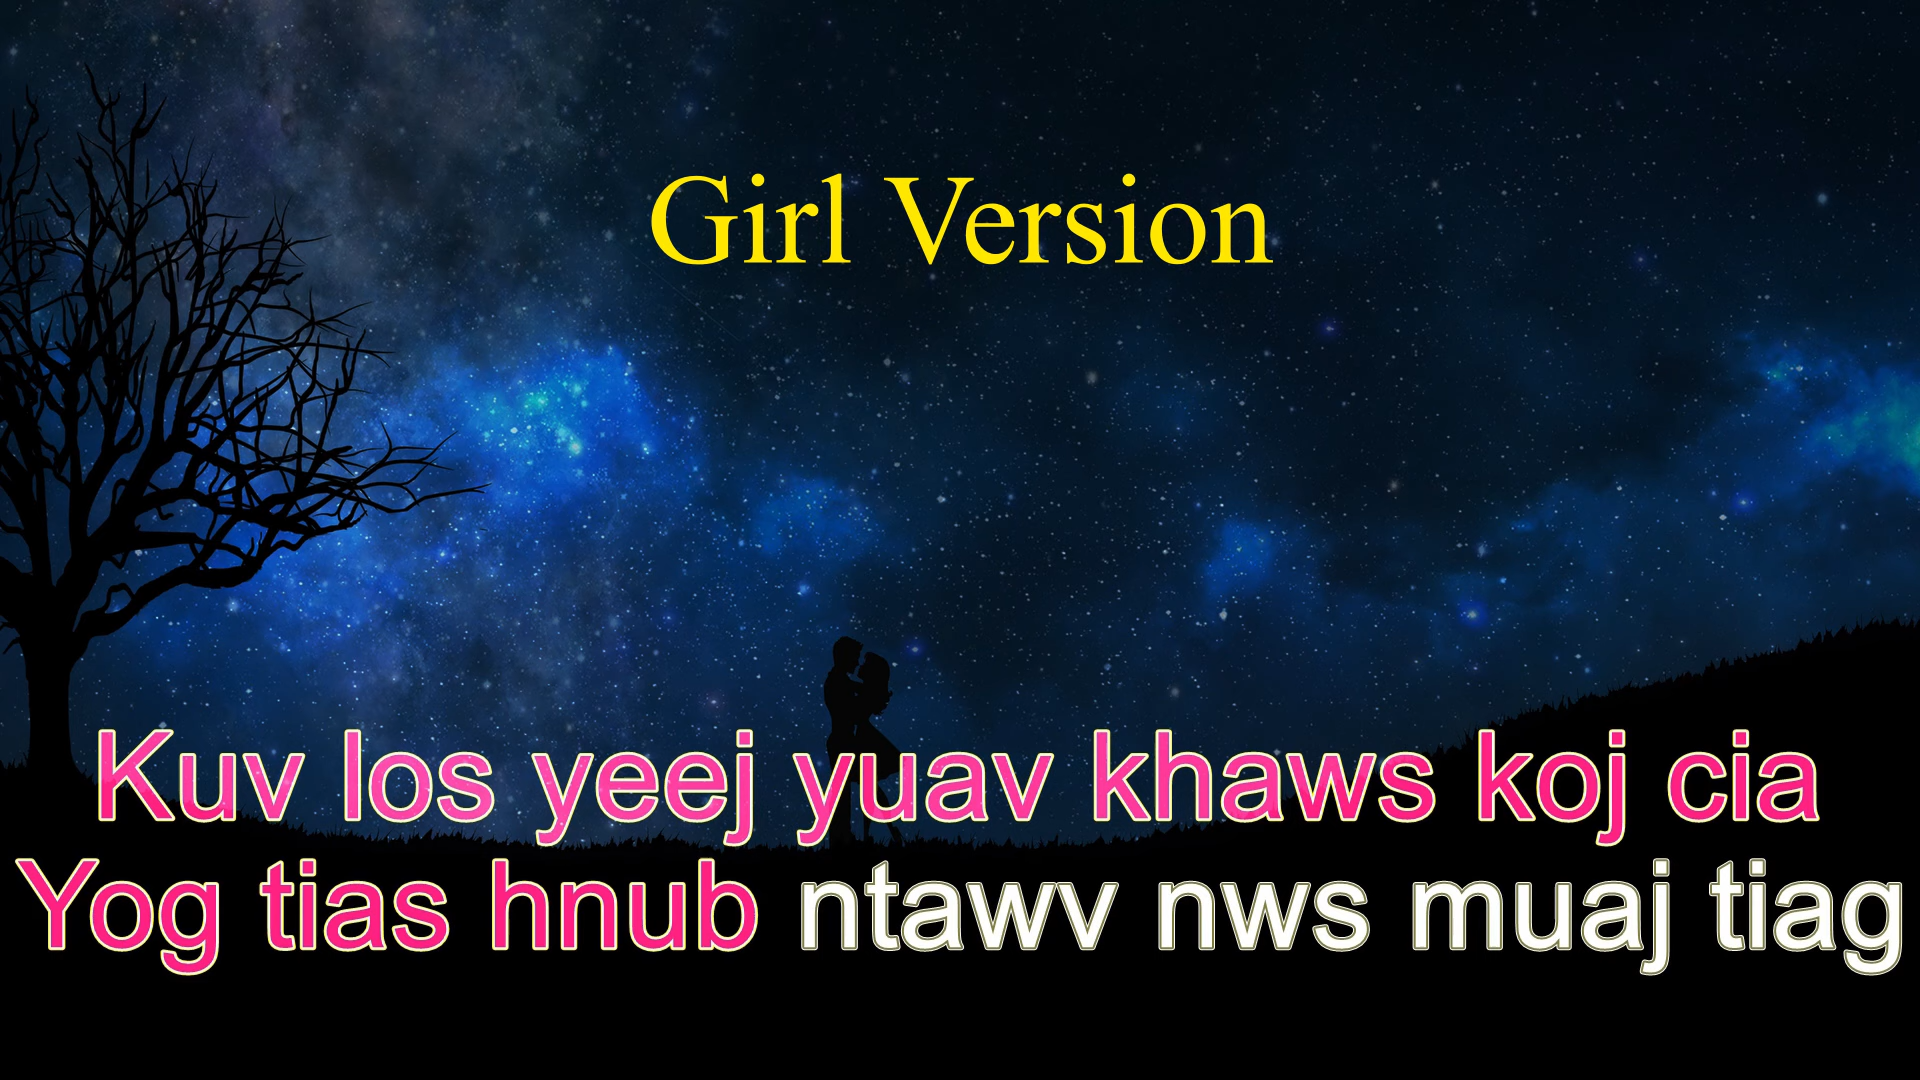 Girl Version
Kuv los yeej yuav khaws koj cia
Yog tias hnub ntawv nws muaj tiag